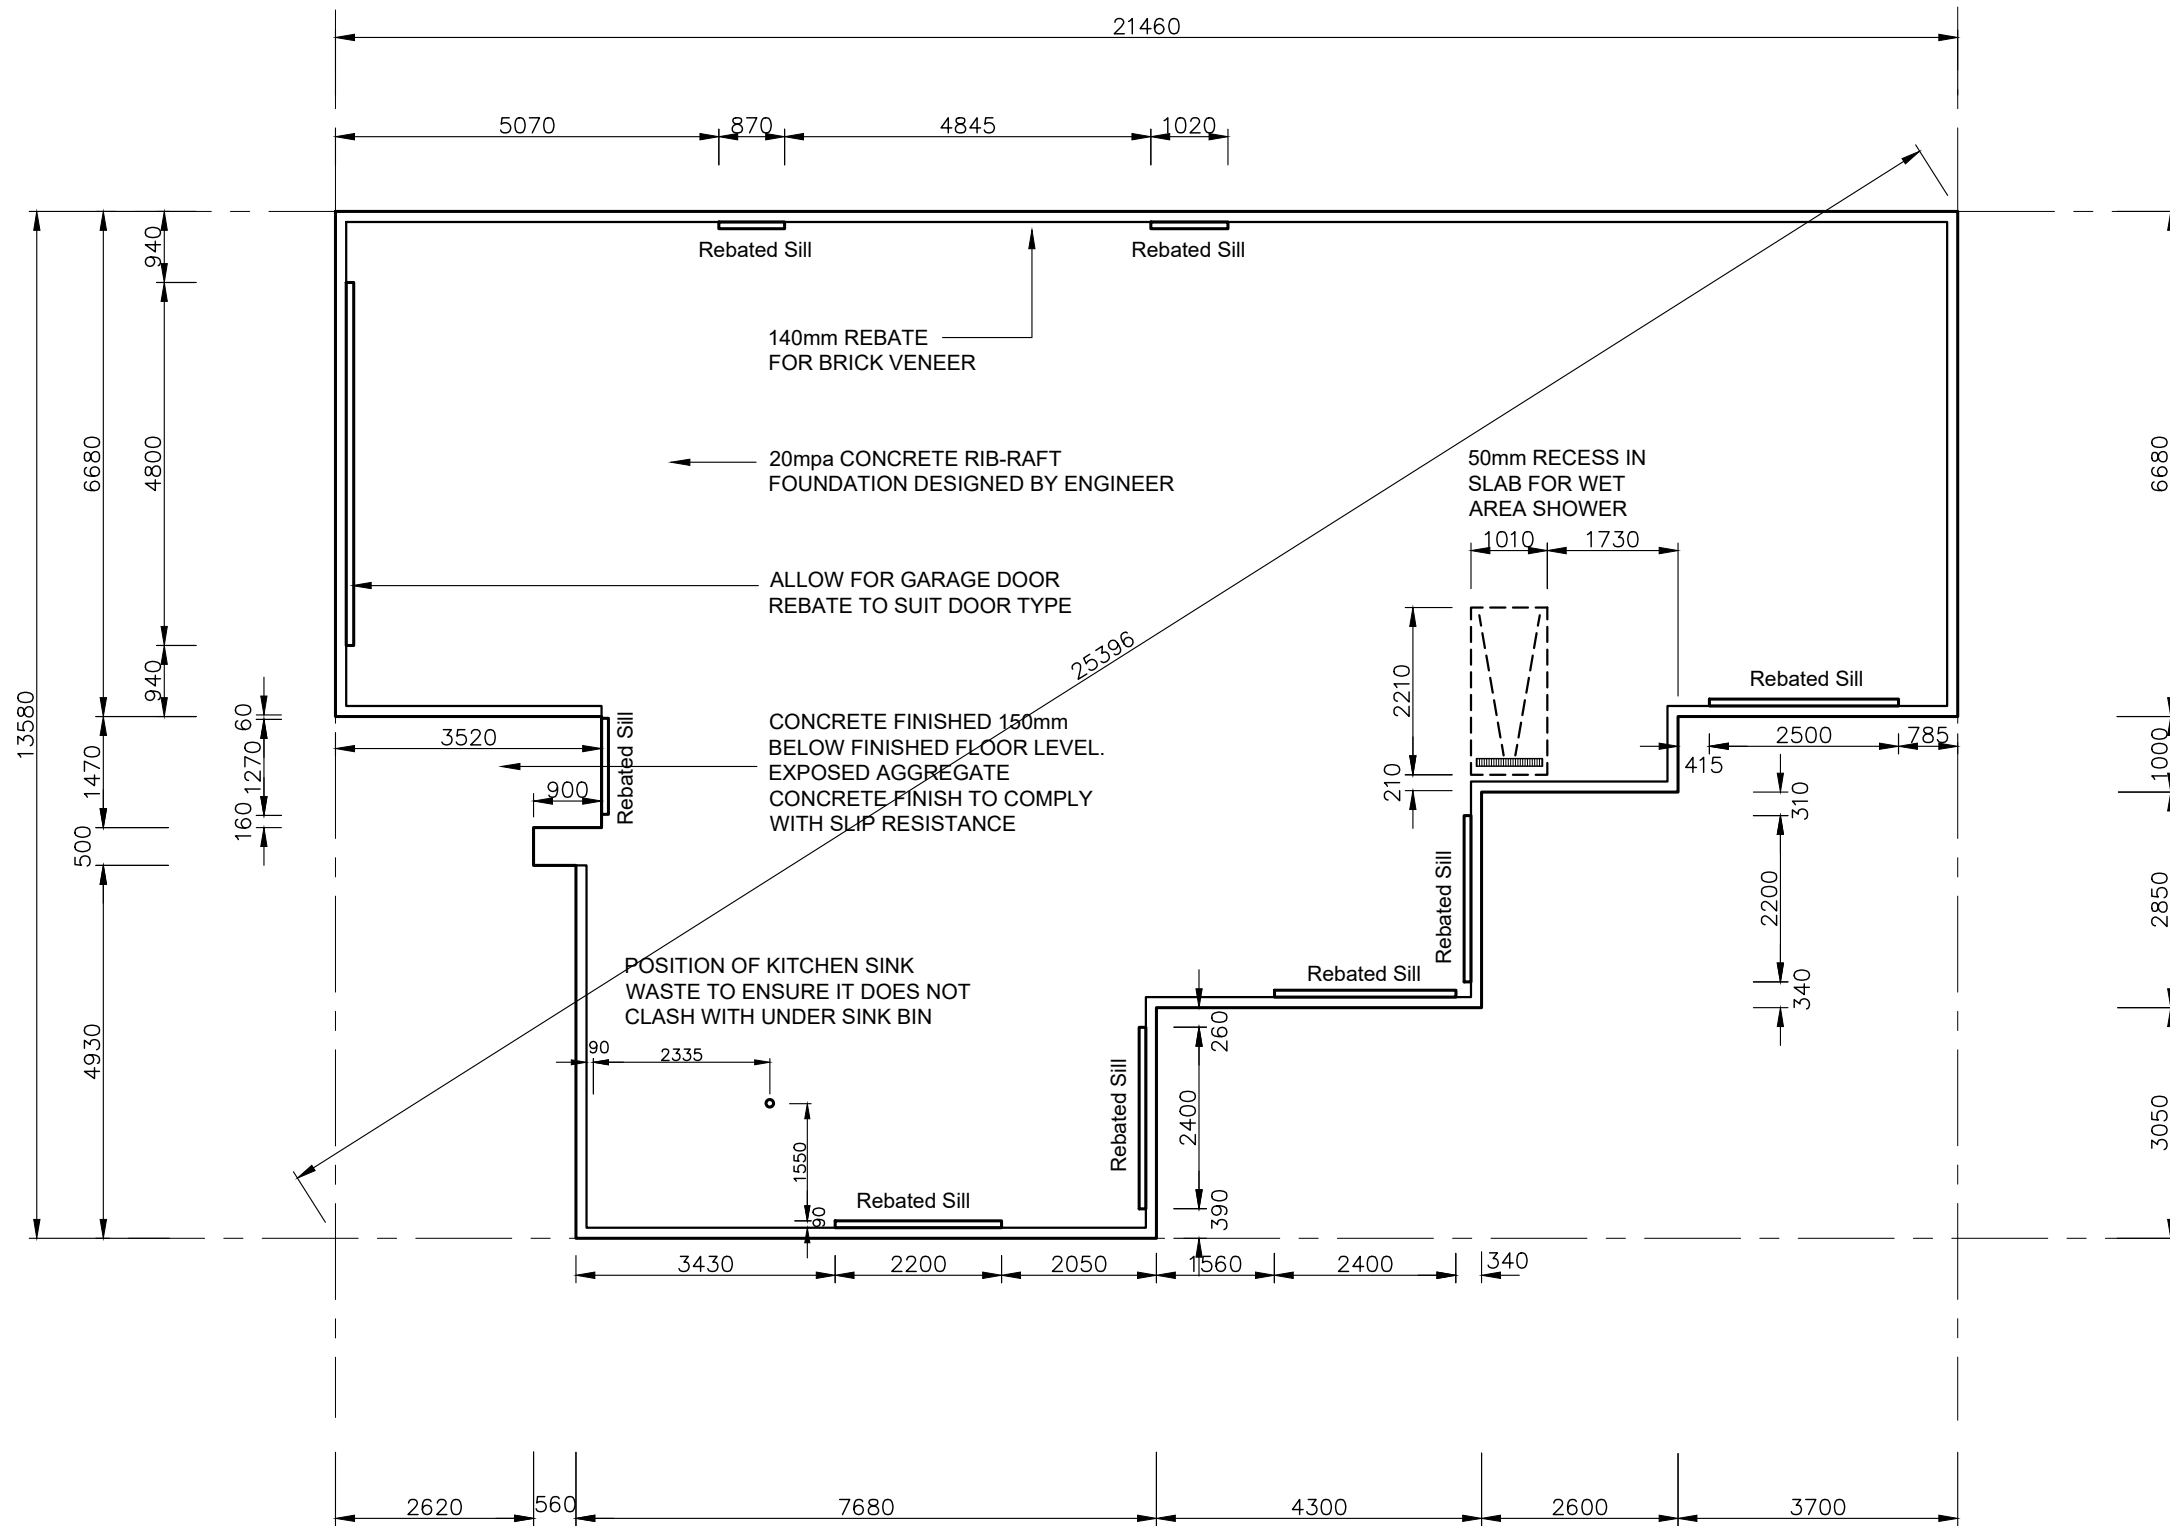 21460
5070
870
4845
1020
Rebated Sill
Rebated Sill
140mm REBATE
FOR BRICK VENEER
20mpa CONCRETE RIB-RAFT
FOUNDATION DESIGNED BY ENGINEER
50mm RECESS IN
SLAB FOR WET
AREA SHOWER
1010
1730
ALLOW FOR GARAGE DOOR
REBATE TO SUIT DOOR TYPE
25396
13580
6680
1470
500
4930
940
4800
940
60
1270
160
3520
900
Rebated Sill
CONCRETE FINISHED 150mm
BELOW FINISHED FLOOR LEVEL.
EXPOSED AGGREGATE
CONCRETE FINISH TO COMPLY
WITH SLIP RESISTANCE
2210
210
Rebated Sill
2500
785
415
310
2200
340
6680
1000
2850
3050
Rebated Sill
Rebated Sill
POSITION OF KITCHEN SINK
WASTE TO ENSURE IT DOES NOT
CLASH WITH UNDER SINK BIN
90
2335
1550
90
Rebated Sill
Rebated Sill
260
2400
390
3430
2200
2050
1560
2400
340
2620
560
7680
4300
2600
3700